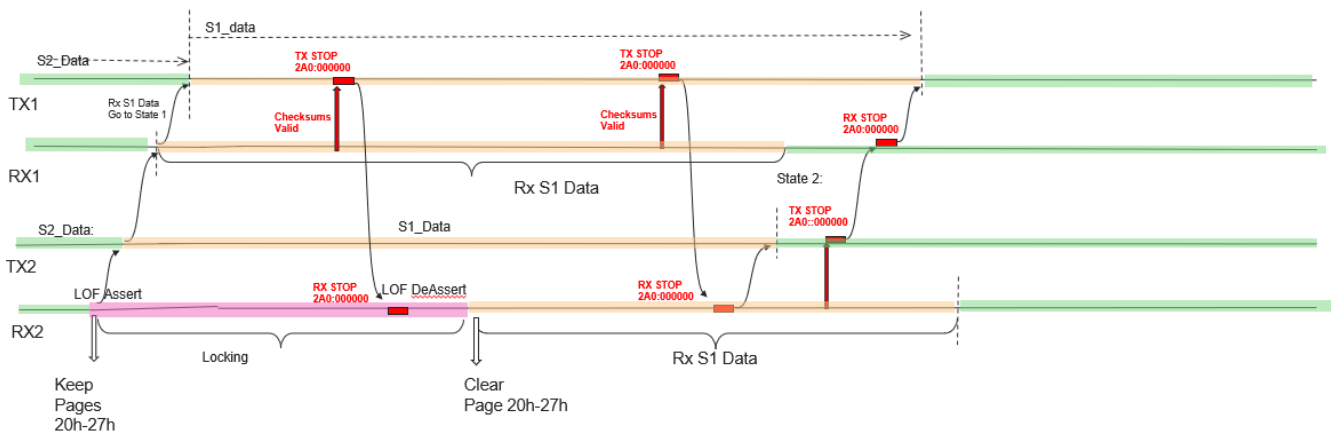 S1_data
TX STOP
2A0:000000
TX STOP
2A0:000000
S2_Data
TX1
Rx S1 Data
Go to State 1
Checksums
Valid
Checksums
Valid
RX STOP
2A0:000000
RX1
Rx S1 Data
State 2:
TX STOP
2A0::000000
S2_Data:
S1_Data
TX2
LOF Assert
RX STOP
2A0:000000
LOF DeAssert
RX STOP
2A0:000000
RX2
Locking
Rx S1 Data
Keep
Pages
20h-27h
Clear
Page 20h-27h